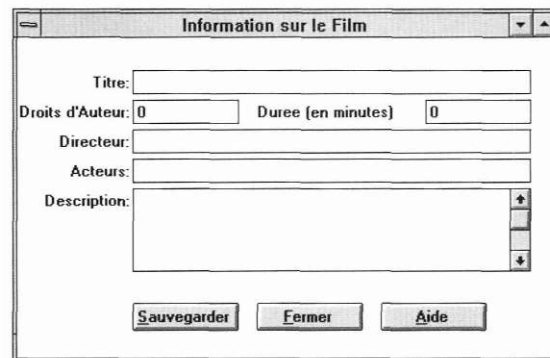 Information sur le Film
Titre:
Droits d'Auteur: 0 Duree (en minutes) 0
Directeur:
Acteurs:
Description:
Sauvegarder Fermer Aide